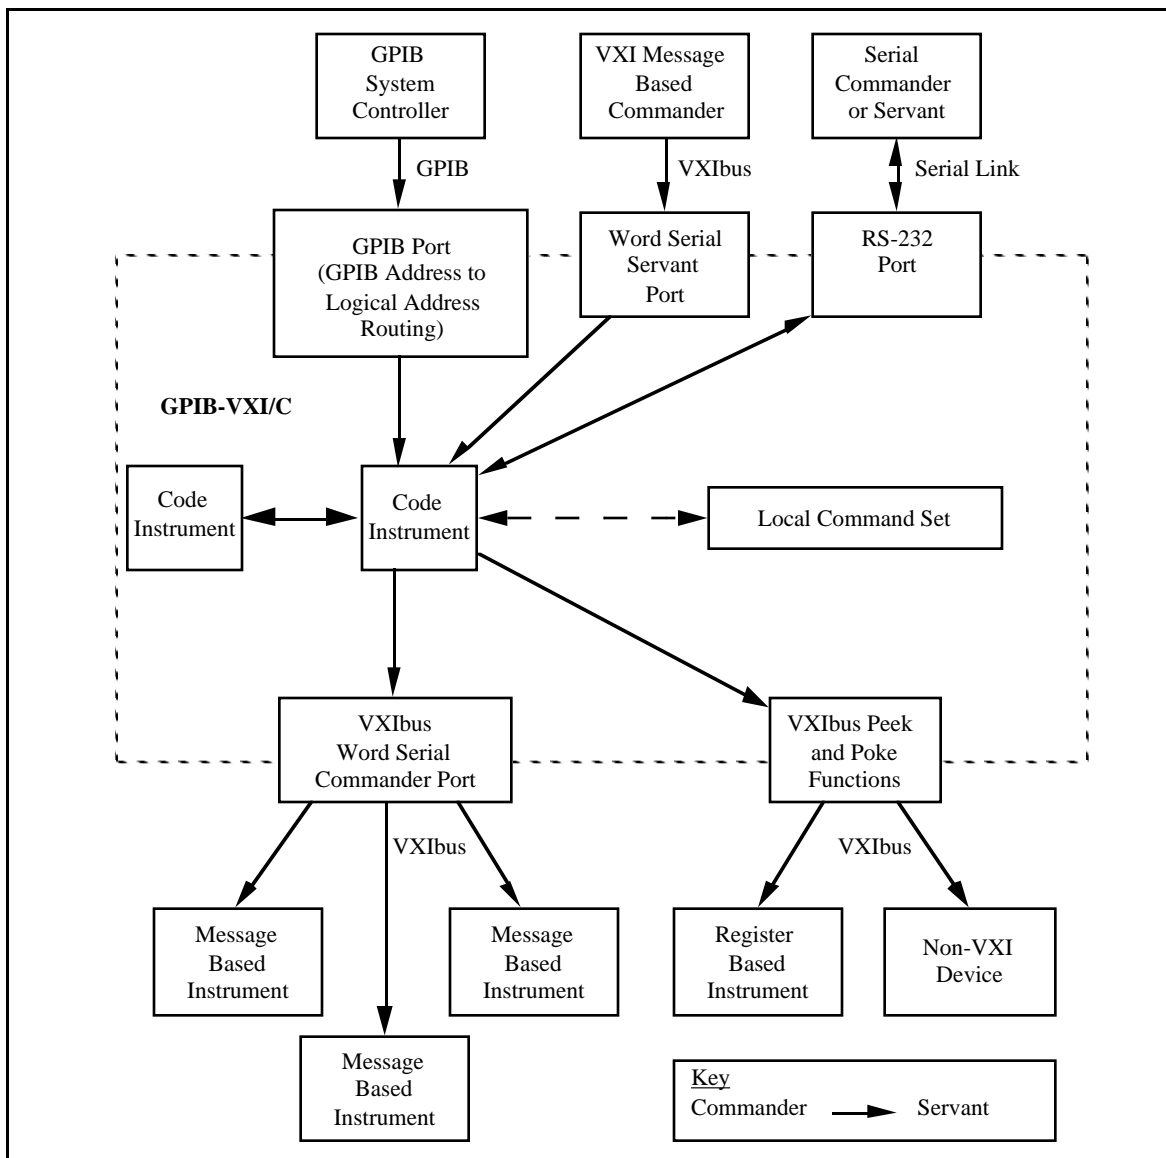 GPIB
System
Controller
VXI Message
Based
Commander
Serial
Commander
or Servant
GPIB
VXIbus
Serial Link
GPIB Port
(GPIB Address to
Logical Address
Routing)
Word Serial
Servant
Port
RS-232
Port
GPIB-VXI/C
Code
Instrument
Code
Instrument
Local Command Set
VXIbus
Word Serial
Commander Port
VXIbus Peek
and Poke
Functions
VXIbus
VXIbus
Message
Based
Instrument
Message
Based
Instrument
Register
Based
Instrument
Non-VXI
Device
Message
Based
Instrument
Key
Commander Servant